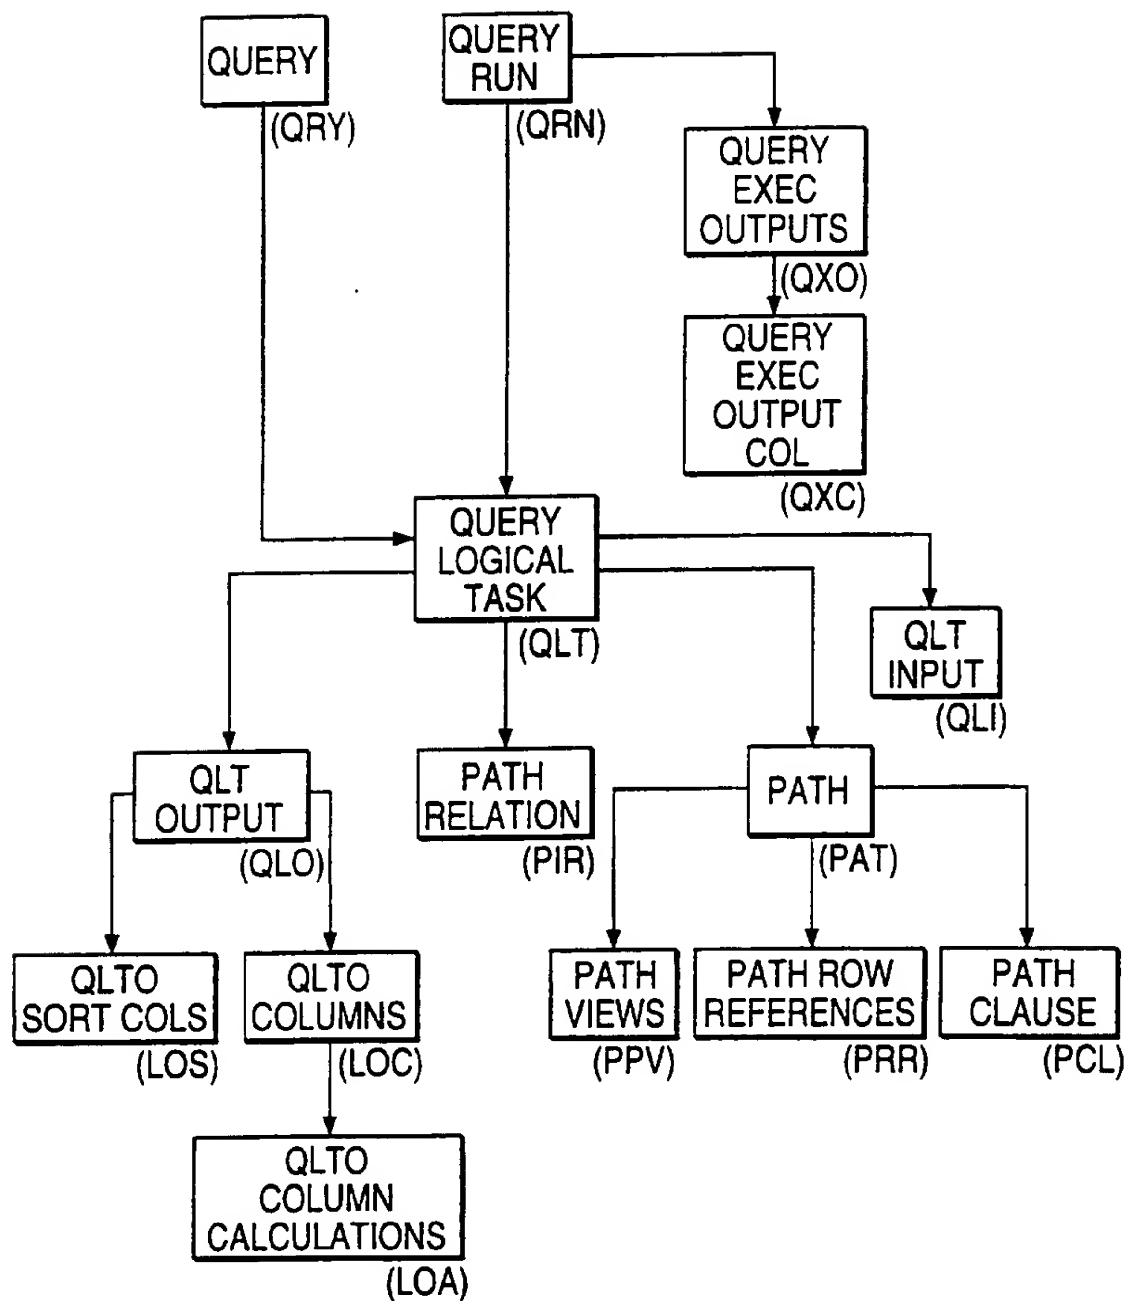 QUERY
(QRY)
QUERY
RUN
(QRN)
QUERY
EXEC
OUTPUTS
(QXO)
QUERY
EXEC
OUTPUT
COL
(QXC)
QUERY
LOGICAL
TASK
(QLT)
QLT
INPUT
(QLI)
QLT
OUTPUT
(QLO)
PATH
RELATION
(PIR)
PATH
(PAT)
QLTO
SORT COLS
(LOS)
QLTO
COLUMNS
(LOC)
PATH
VIEWS
(PPV)
PATH ROW
REFERENCES
(PRR)
PATH
CLAUSE
(PCL)
QLTO
COLUMN
CALCULATIONS
(LOA)